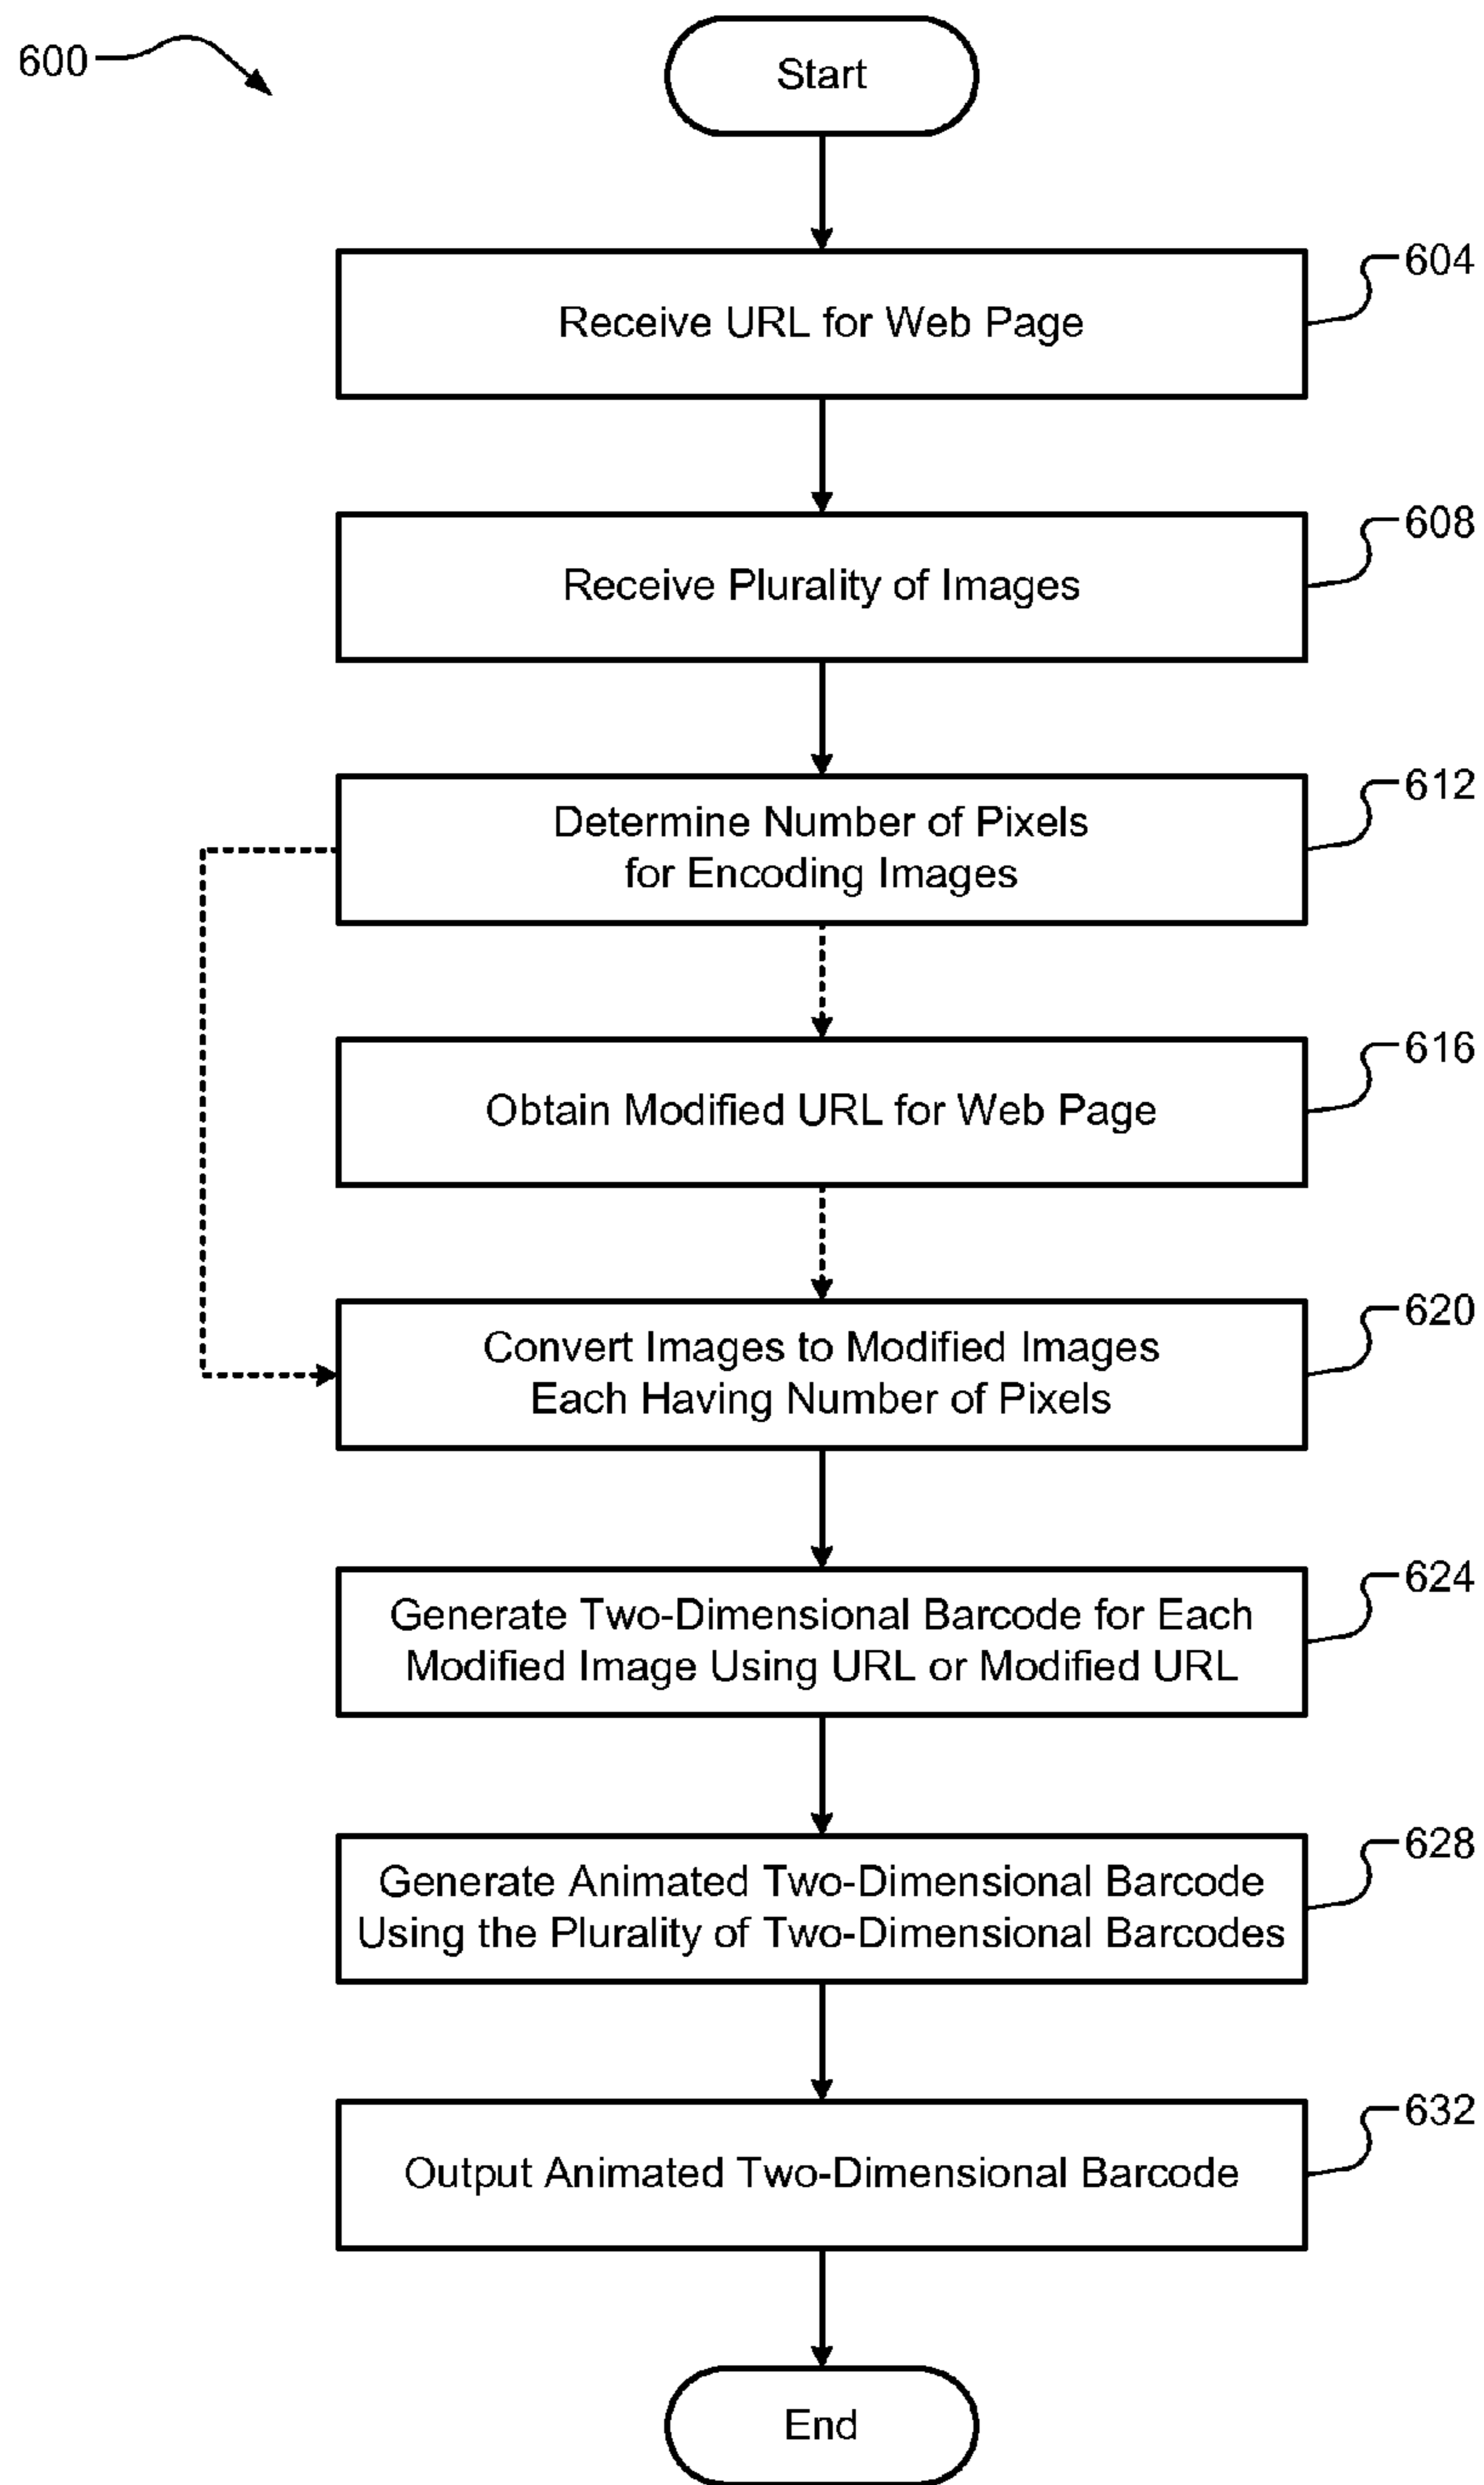 600
Start
604
Receive URL for Web Page
608
Receive Plurality of Images
612
Determine Number of Pixels
for Encoding Images
616
Obtain Modified URL for Web Page
620
Convert Images to Modified Images
Each Having Number of Pixels
624
Generate Two-Dimensional Barcode for Each
Modified Image Using URL or Modified URL
628
Generate Animated Two-Dimensional Barcode
Using the Plurality of Two-Dimensional Barcodes
632
Output Animated Two-Dimensional Barcode
End